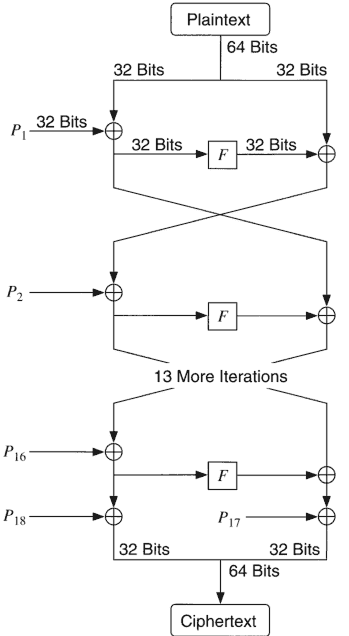 Plaintext
64 Bits
32 Bits 32 Bits
P1 32 Bits
32 Bits F 32 Bits
P2
F
13 More Iterations
P16
F
P18 P17
32 Bits 32 Bits
64 Bits
Ciphertext